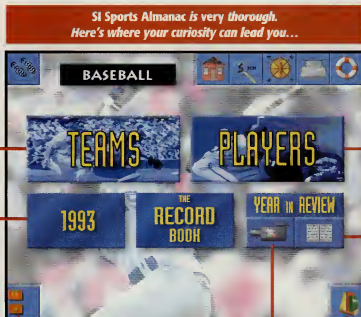 SI Sports Almanac is very thorough.
Here's where your curiosity can lead you...
BASEBALL
TEAMS
PLAYERS
1993
THE
RECORD
BOOK
YEAR IN REVIEW